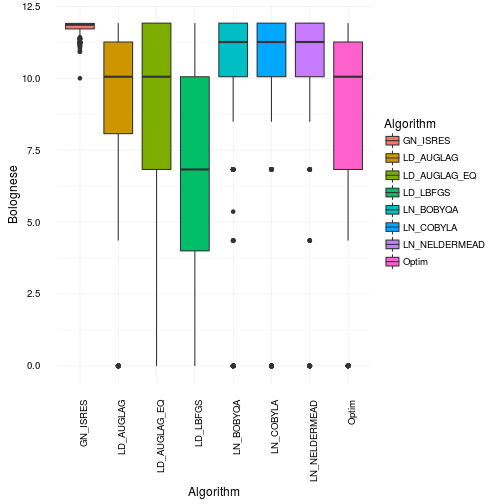 12.5
10.0
7.5
5.0
2.5
0.0
Bolognese
GN_ISRES
LD_AUGLAG
LD_AUGLAG_EQ
LD_LBFGS
LN_BOBYQA
LN_COBYLA
LN_NELDERMEAD
Optim
Algorithm
Algorithm
GN_ISRES
LD_AUGLAG
LD_AUGLAG_EQ
LD_LBFGS
LN_BOBYQA
LN_COBYLA
LN_NELDERMEAD
Optim